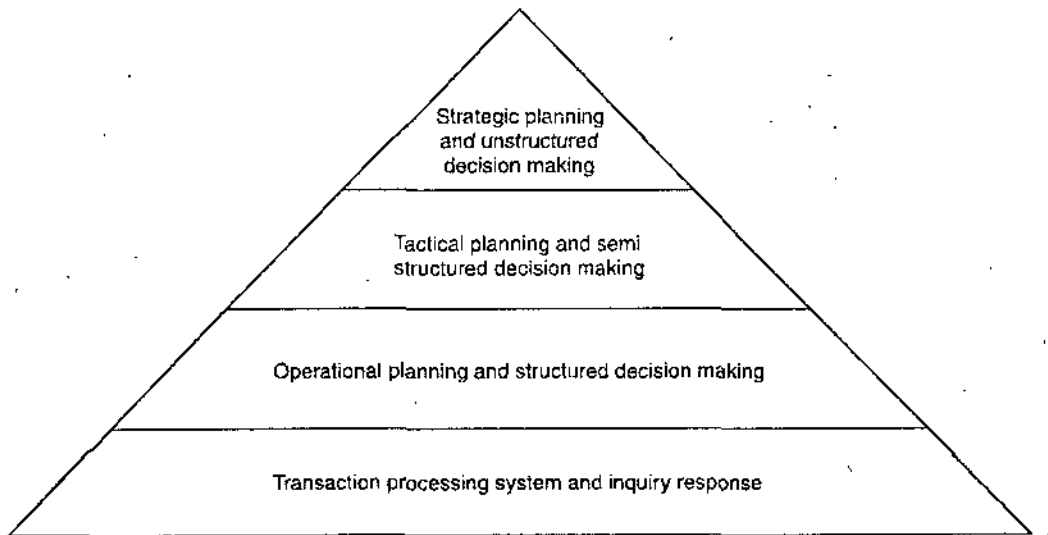 Strategic planning
and unstructured
decision making
Tactical planning and semi
structured decision making
Operational planning and structured decision making
Transaction processing system and inquiry response